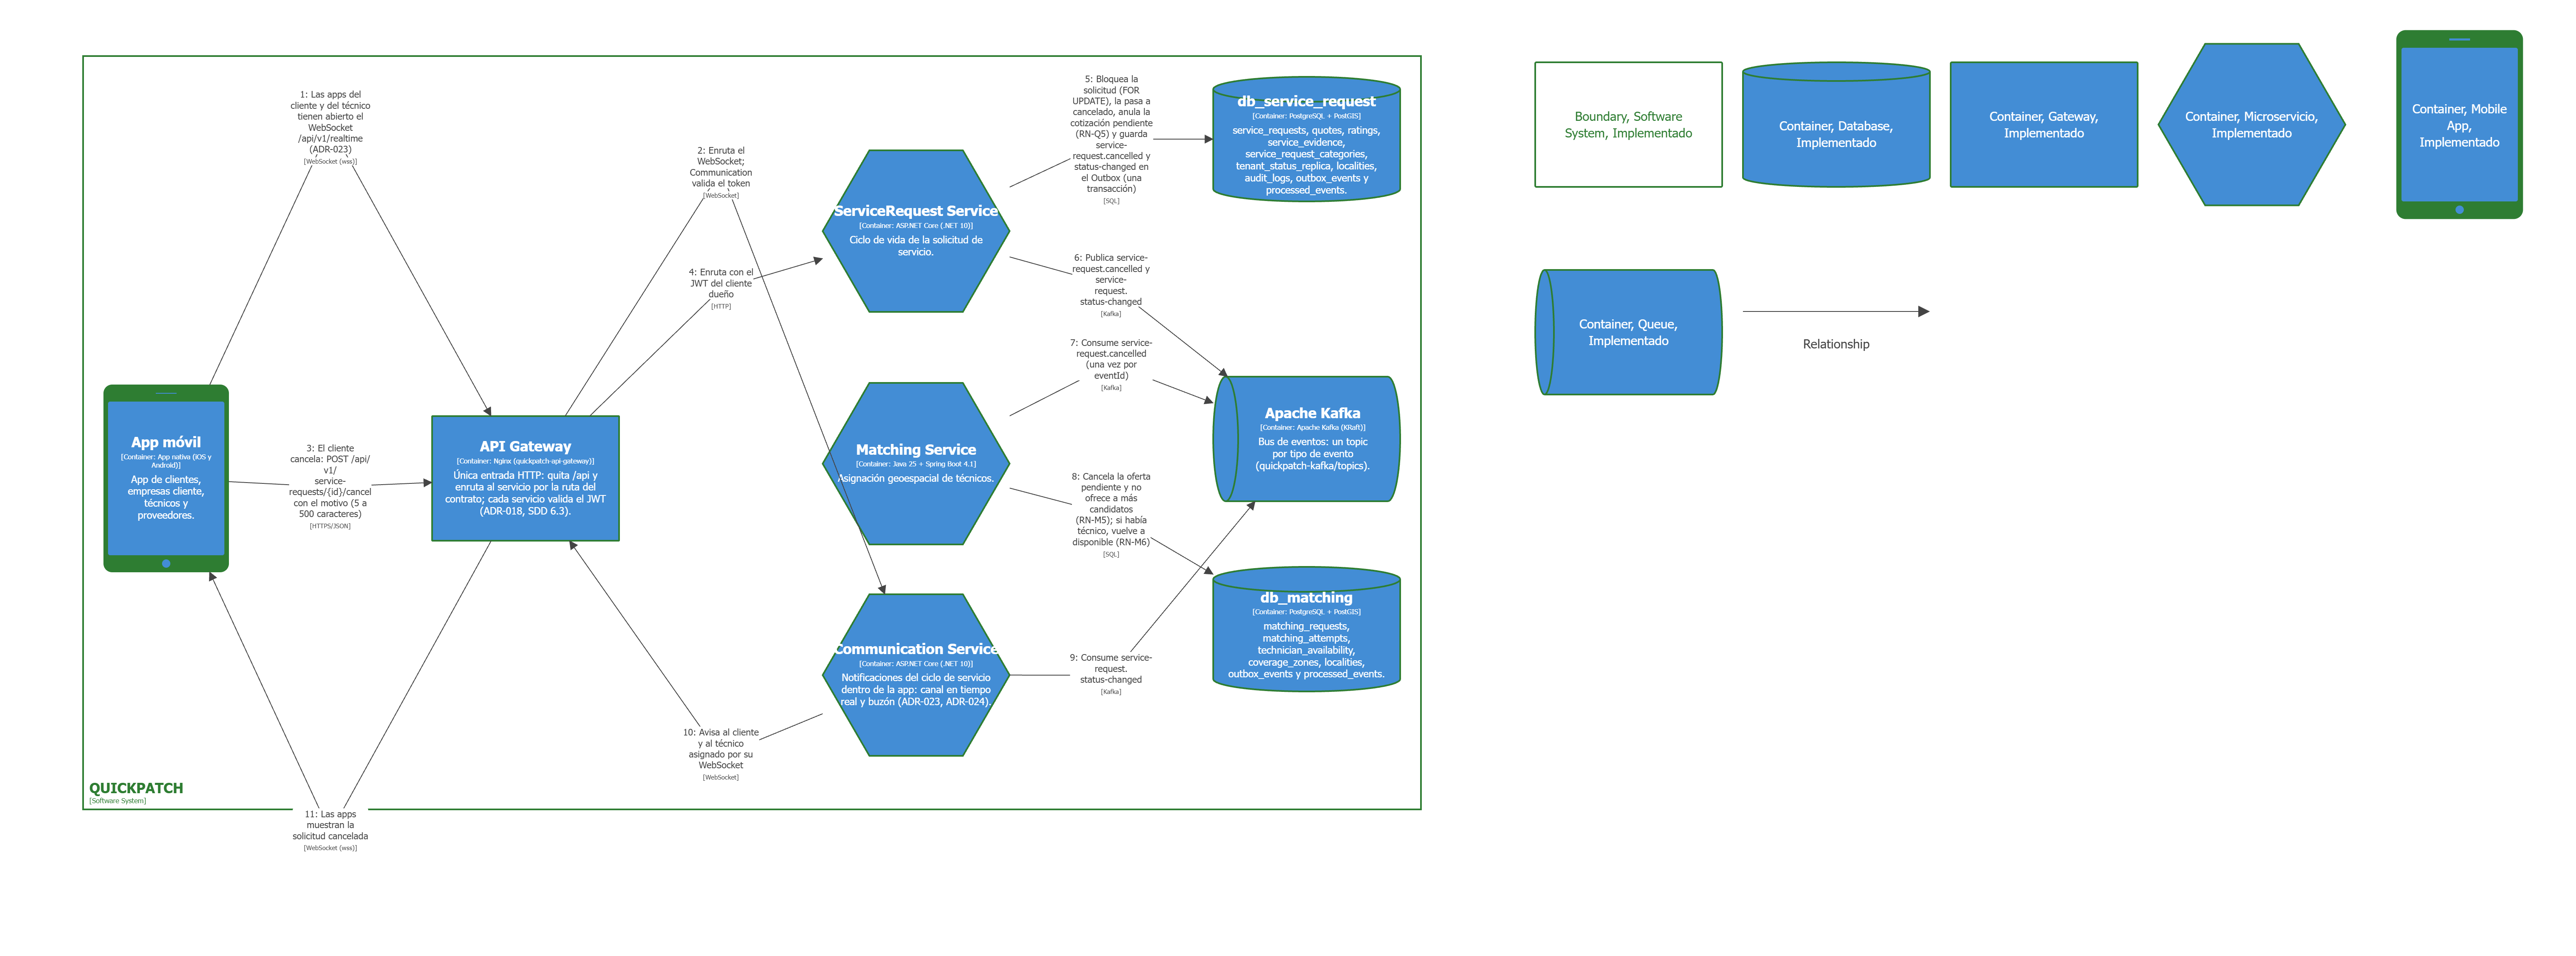 1: Las apps del
cliente y del técnico
tienen abierto el
WebSocket
/api/v1/realtime
(ADR-023)
[WebSocket (wss)]
2: Enruta el
WebSocket;
Communication
valida el token
[WebSocket]
3: El cliente
cancela: POST /api/
v1/
service-
requests/{id}/cancel
con el motivo (5 a
500 caracteres)
[HTTPS/JSON]
4: Enruta con el
JWT del cliente
dueño
[HTTP]
5: Bloquea la
solicitud (FOR
UPDATE), la pasa a
cancelado, anula la
cotización pendiente
(RN-Q5) y guarda
service-
request.cancelled y
status-changed en
el Outbox (una
transacción)
[SQL]
6: Publica service-
request.cancelled y
service-
request.
status-changed
[Kafka]
7: Consume service-
request.cancelled
(una vez por
eventId)
[Kafka]
8: Cancela la oferta
pendiente y no
ofrece a más
candidatos
(RN-M5); si había
técnico, vuelve a
disponible (RN-M6)
[SQL]
9: Consume service-
request.
status-changed
[Kafka]
10: Avisa al cliente
y al técnico
asignado por su
WebSocket
[WebSocket]
11: Las apps
muestran la
solicitud cancelada
[WebSocket (wss)]
App móvil
[Container: App nativa (iOS y
Android)]
App de clientes,
empresas cliente,
técnicos y
proveedores.
API Gateway
[Container: Nginx (quickpatch-api-gateway)]
Única entrada HTTP: quita /api y
enruta al servicio por la ruta del
contrato; cada servicio valida el JWT
(ADR-018, SDD 6.3).
ServiceRequest Service
[Container: ASP.NET Core (.NET 10)]
Ciclo de vida de la solicitud de
servicio.
Matching Service
[Container: Java 25 + Spring Boot 4.1]
Asignación geoespacial de técnicos.
Communication Service
[Container: ASP.NET Core (.NET 10)]
Notificaciones del ciclo de servicio
dentro de la app: canal en tiempo
real y buzón (ADR-023, ADR-024).
db_service_request
[Container: PostgreSQL + PostGIS]
service_requests, quotes, ratings,
service_evidence,
service_request_categories,
tenant_status_replica, localities,
audit_logs, outbox_events y
processed_events.
Apache Kafka
[Container: Apache Kafka (KRaft)]
Bus de eventos: un topic
por tipo de evento
(quickpatch-kafka/topics).
db_matching
[Container: PostgreSQL + PostGIS]
matching_requests,
matching_attempts,
technician_availability,
coverage_zones, localities,
outbox_events y processed_events.
QUICKPATCH
[Software System]
Boundary, Software
System, Implementado
Container, Database,
Implementado
Container, Gateway,
Implementado
Container, Microservicio,
Implementado
Container, Mobile
App,
Implementado
Container, Queue,
Implementado
Relationship